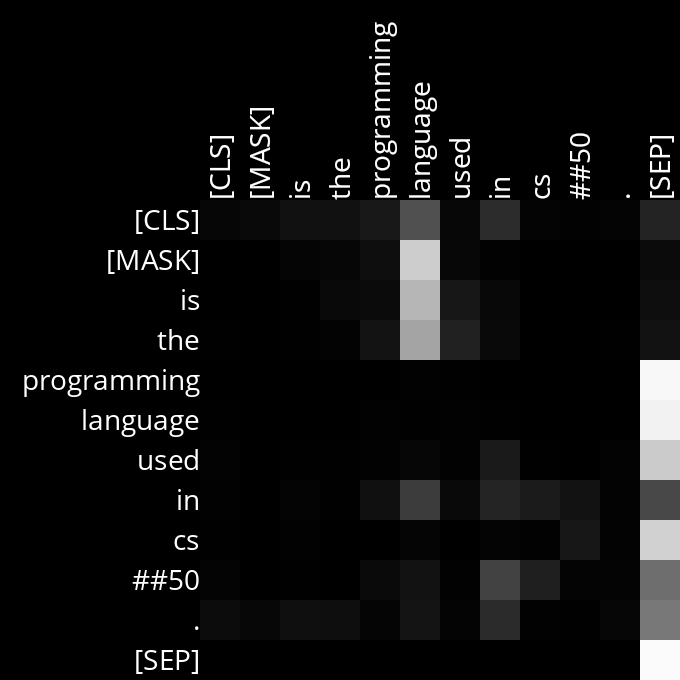 [CLS] [MASK] is the programming language used in cs ##50 . [SEP]
[CLS]
[MASK]
is
the
programming
language
used
in
cs
##50
.
[SEP]